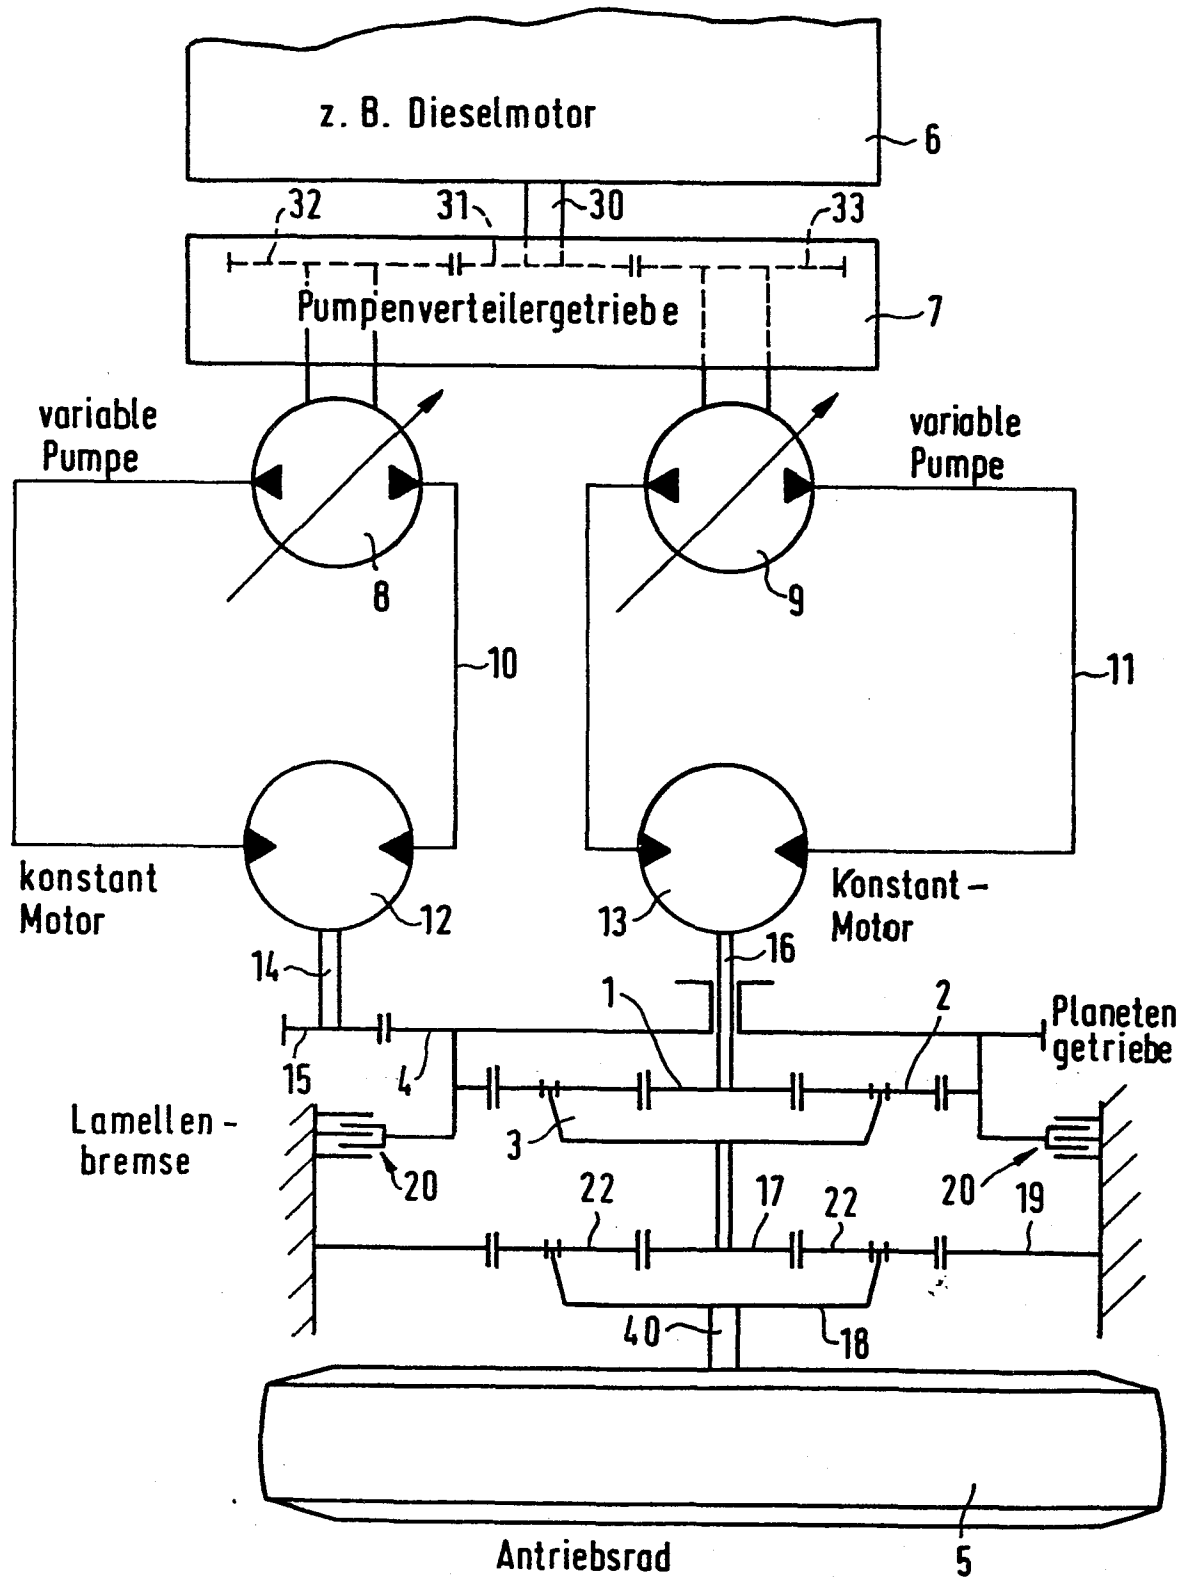 z. B. Dieselmotor
6
32
31
30
33
Pumpenverteilergetriebe
7
variable
Pumpe
variable
Pumpe
8
9
10
11
konstant
Motor
12
13
Konstant-
Motor
14
16
1
2
Planeten
getriebe
15
4
Lamellen-
bremse
3
20
20
22
17
22
19
40
18
5
Antriebsrad